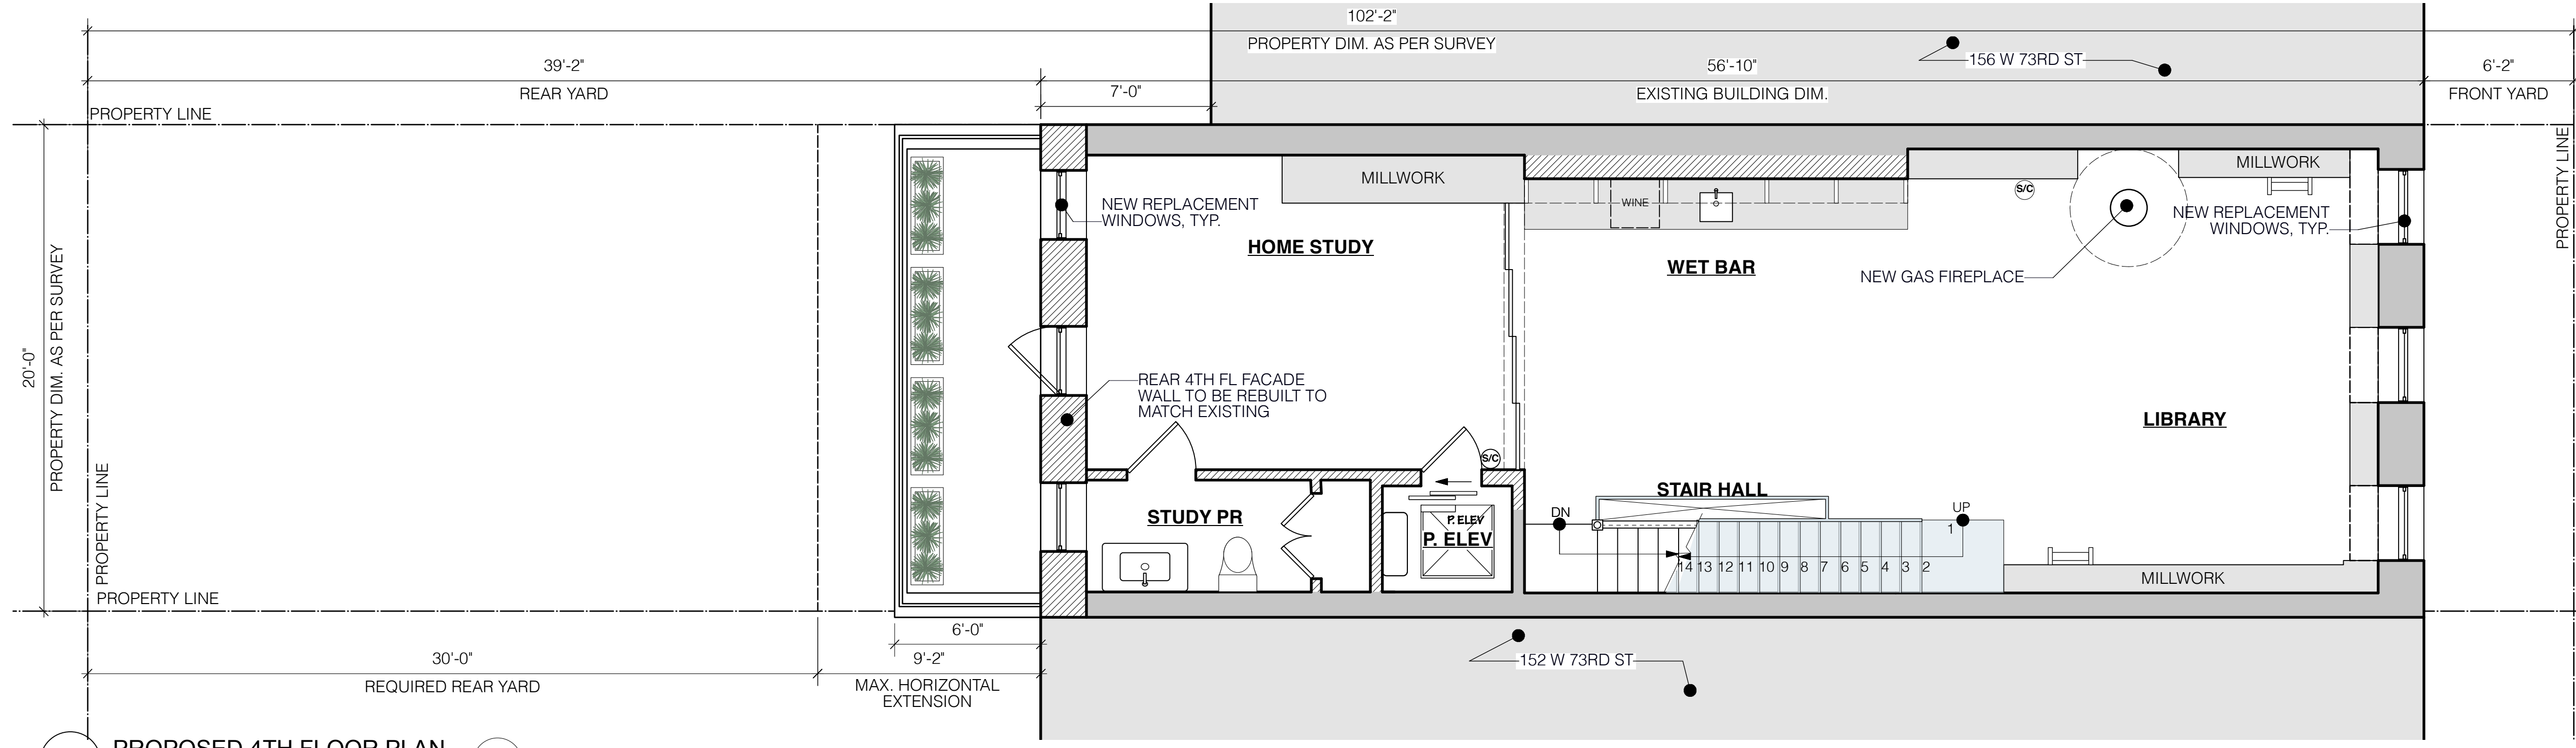 102'-2"
PROPERTY DIM. AS PER SURVEY
156 W 73RD ST
39'-2"
REAR YARD
7'-0"
56'-10"
EXISTING BUILDING DIM.
6'-2"
FRONT YARD
PROPERTY LINE
PROPERTY LINE
20'-0"
PROPERTY DIM. AS PER SURVEY
PROPERTY LINE
PROPERTY LINE
NEW REPLACEMENT
WINDOWS, TYP.
MILLWORK
HOME STUDY
WINE
WET BAR
S/C
MILLWORK
NEW REPLACEMENT
WINDOWS, TYP.
NEW GAS FIREPLACE
REAR 4TH FL FACADE
WALL TO BE REBUILT TO
MATCH EXISTING
LIBRARY
S/C
STUDY PR
P. ELEV
P. ELEV
STAIR HALL
DN
UP
1
14 13 12 11 10 9 8 7 6 5 4 3 2
MILLWORK
6'-0"
30'-0"
REQUIRED REAR YARD
9'-2"
MAX. HORIZONTAL
EXTENSION
152 W 73RD ST
PROPOSED 4TH FLOOR PLAN